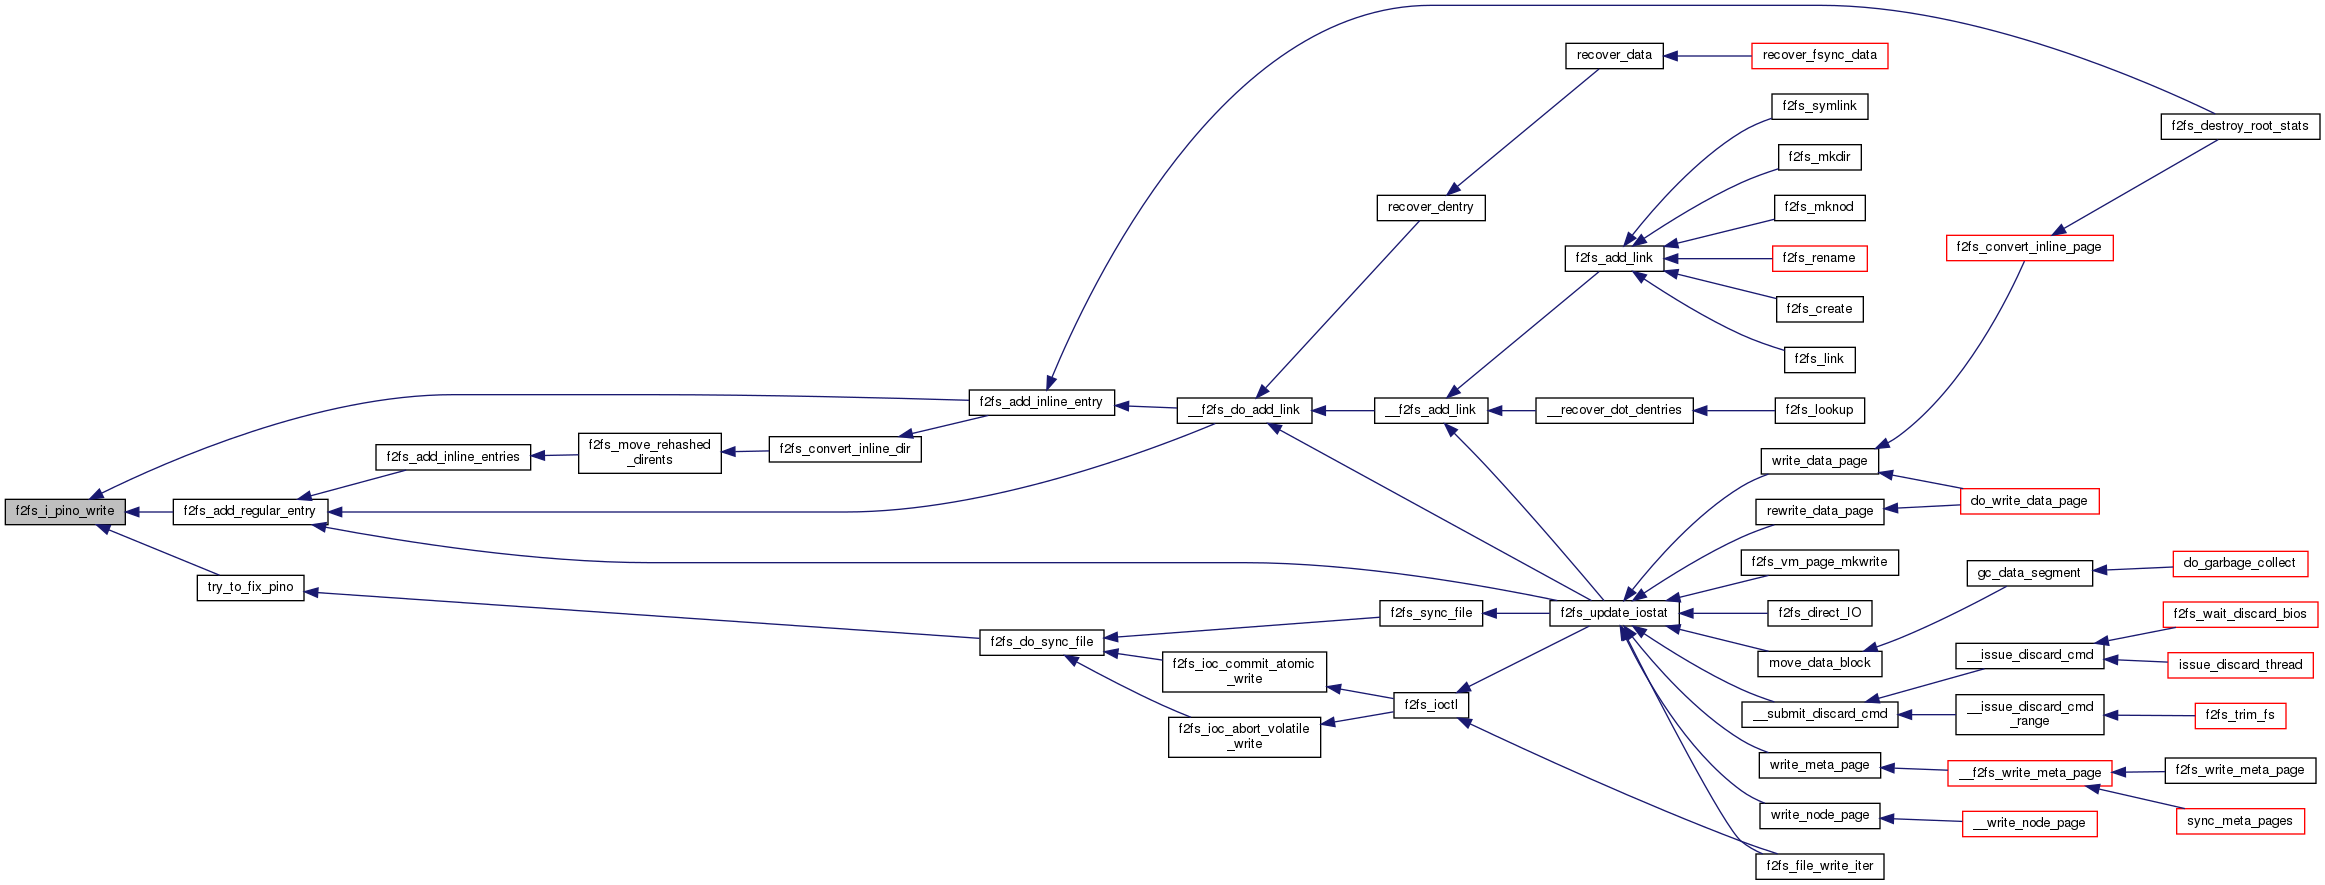 recover_data
recover_fsync_data
f2fs_symlink
f2fs_destroy_root_stats
f2fs_mkdir
recover_dentry
f2fs_mknod
f2fs_add_link
f2fs_rename
f2fs_convert_inline_page
f2fs_create
f2fs_link
f2fs_add_inline_entry
__f2fs_do_add_link
__f2fs_add_link
__recover_dot_dentries
f2fs_lookup
f2fs_add_inline_entries
f2fs_move_rehashed
_dirents
f2fs_convert_inline_dir
write_data_page
f2fs_i_pino_write
f2fs_add_regular_entry
rewrite_data_page
do_write_data_page
f2fs_vm_page_mkwrite
gc_data_segment
do_garbage_collect
try_to_fix_pino
f2fs_sync_file
f2fs_update_iostat
f2fs_direct_IO
f2fs_wait_discard_bios
f2fs_do_sync_file
f2fs_ioc_commit_atomic
_write
move_data_block
__issue_discard_cmd
issue_discard_thread
f2fs_ioctl
__submit_discard_cmd
__issue_discard_cmd
_range
f2fs_trim_fs
f2fs_ioc_abort_volatile
_write
write_meta_page
__f2fs_write_meta_page
f2fs_write_meta_page
write_node_page
__write_node_page
sync_meta_pages
f2fs_file_write_iter